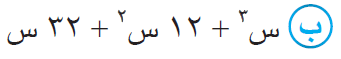 ب س³ + ١٢ س² + ٣٢ س